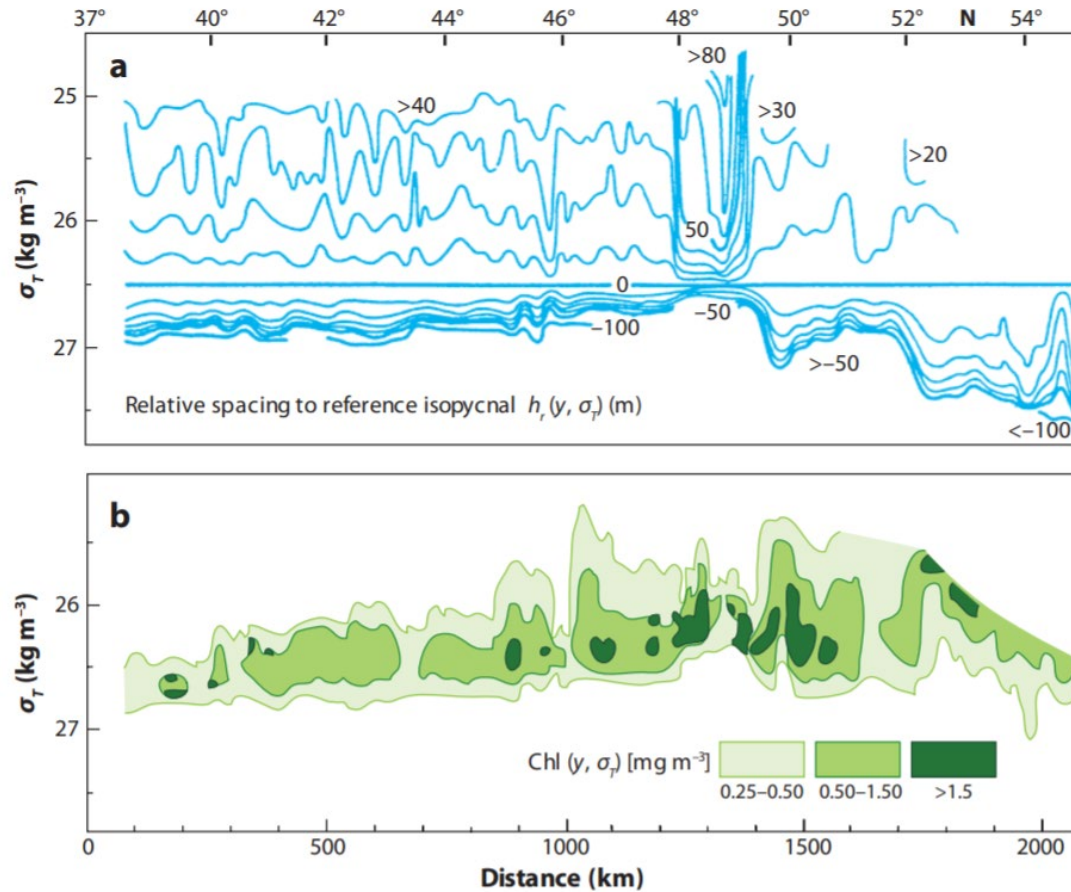 37° 40° 42° 44° 46° 48° 50° 52° N 54°
a
>80
>40
>30
25
>20
σT (kg m⁻³)
26
50
0
−50
−100
27
>−50
Relative spacing to reference isopycnal hr (y, σT) (m)
<−100
b
σT (kg m⁻³)
26
27
Chl (y, σT) [mg m⁻³]
0.25–0.50 0.50–1.50 >1.5
0 500 1000 1500 2000
Distance (km)